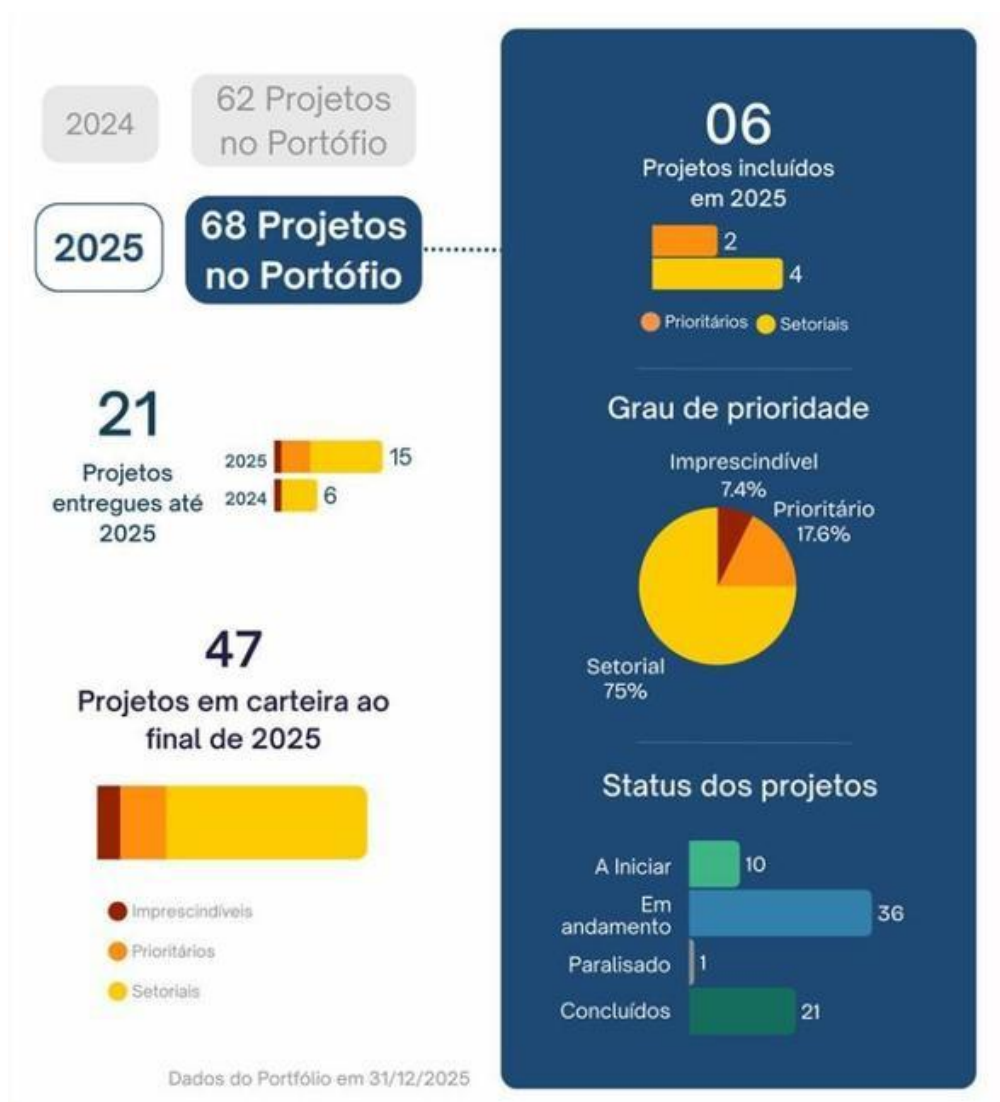 2024
62 Projetos
no Portófio
2025
68 Projetos
no Portófio
21
Projetos
entregues até
2025
2025
15
2024
6
47
Projetos em carteira ao
final de 2025
Imprescindíveis
Prioritários
Setoriais
Dados do Portfólio em 31/12/2025
06
Projetos incluídos
em 2025
2
4
Prioritários
Setoriais
Grau de prioridade
Imprescindível
7.4%
Prioritário
17.6%
Setorial
75%
Status dos projetos
A Iniciar
10
Em
andamento
36
Paralisado
1
Concluídos
21